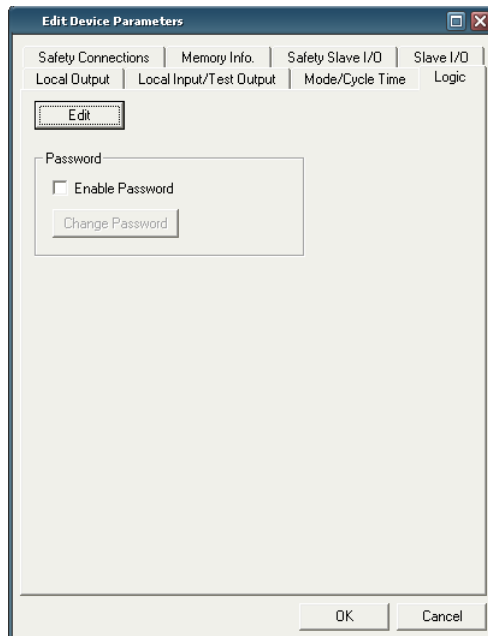 Edit Device Parameters
Safety Connections Memory Info. Safety Slave I/O Slave I/O
Local Output Local Input/Test Output Mode/Cycle Time Logic
Edit
Password
Enable Password
Change Password
OK Cancel